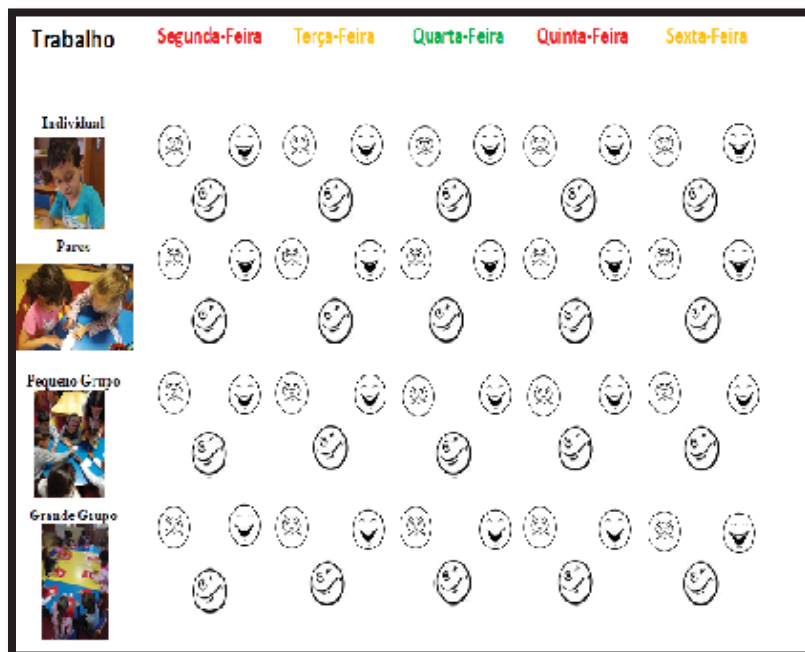 Trabalho Segunda-Feira Terça-Feira Quarta-Feira Quinta-Feira Sexta-Feira
Individual
Pares
Pequeno Grupo
Grande Grupo